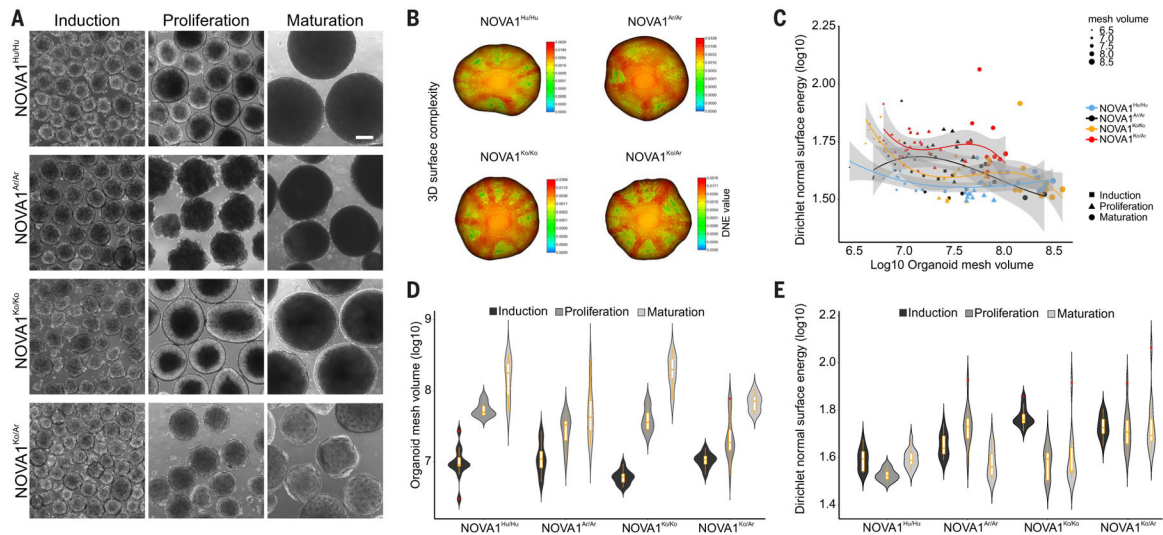 A
Induction
Proliferation
Maturation
NOVA1Hu/Hu
NOVA1Ar/Ar
NOVA1Ko/Ko
NOVA1Ko/Ar
B
NOVA1Hu/Hu
NOVA1Ar/Ar
NOVA1Ko/Ko
NOVA1Ko/Ar
3D surface complexity
DNE value
C
2.25
2.00
1.75
1.50
Dirichlet normal surface energy (log10)
6.5
7.0
7.5
8.0
8.5
Log10 Organoid mesh volume
mesh volume
6.5
7.0
7.5
8.0
8.5
NOVA1Hu/Hu
NOVA1Ar/Ar
NOVA1Ko/Ko
NOVA1Ko/Ar
Induction
Proliferation
Maturation
D
Induction
Proliferation
Maturation
9
8
7
Organoid mesh volume (log10)
NOVA1Hu/Hu
NOVA1Ar/Ar
NOVA1Ko/Ko
NOVA1Ko/Ar
E
Induction
Proliferation
Maturation
2.2
2.0
1.8
1.6
1.4
Dirichlet normal surface energy (log10)
NOVA1Hu/Hu
NOVA1Ar/Ar
NOVA1Ko/Ko
NOVA1Ko/Ar